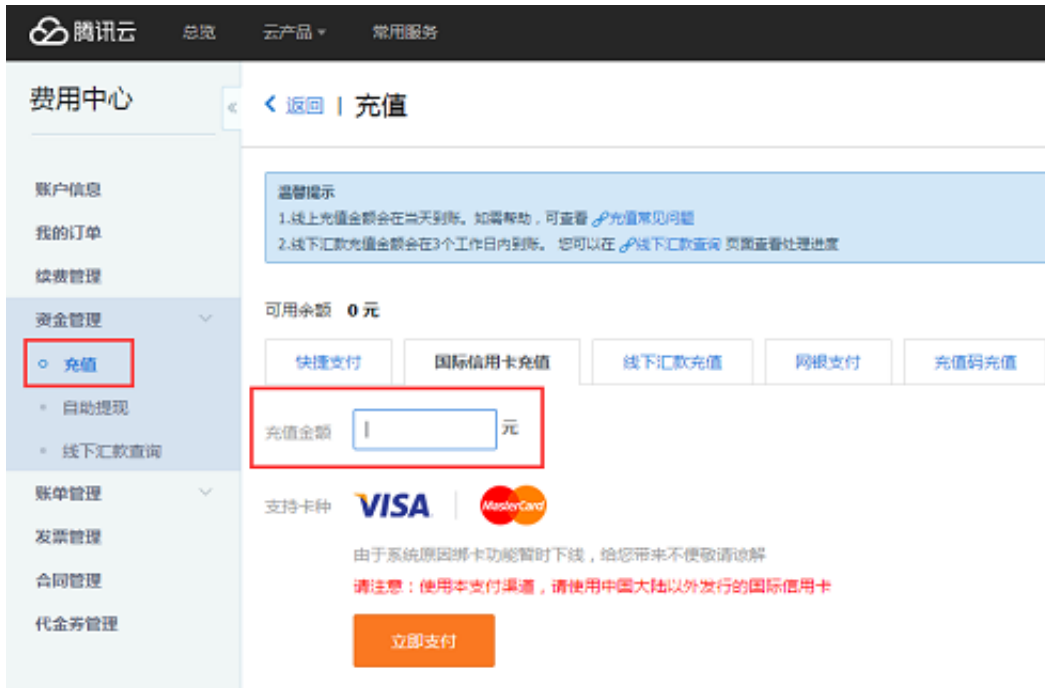 腾讯云 总览 云产品 常用服务
费用中心
«
返回 | 充值
账户信息
我的订单
续费管理
资金管理
充值
自助提现
线下汇款查询
账单管理
发票管理
合同管理
代金券管理
温馨提示
1.线上充值金额会在当天到账。如需帮助，可查看 充值常见问题
2.线下汇款充值金额会在3个工作日内到账。 您可以在 线下汇款查询 页面查看处理进度
可用余额 0 元
快捷支付 国际信用卡充值 线下汇款充值 网银支付 充值码充值
充值金额 元
支持卡种 VISA MasterCard
由于系统原因绑卡功能暂时下线，给您带来不便敬请谅解
请注意：使用本支付渠道，请使用中国大陆以外发行的国际信用卡
立即支付